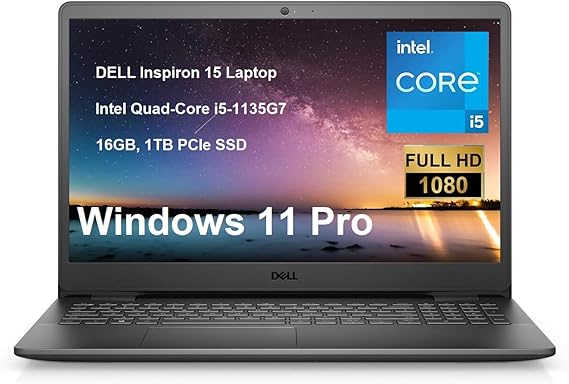 DELL Inspiron 15 Laptop
Intel Quad-Core i5-1135G7
16GB, 1TB PCIe SSD
intel.
CORE
i5
FULL HD
1080
Windows 11 Pro
DELL